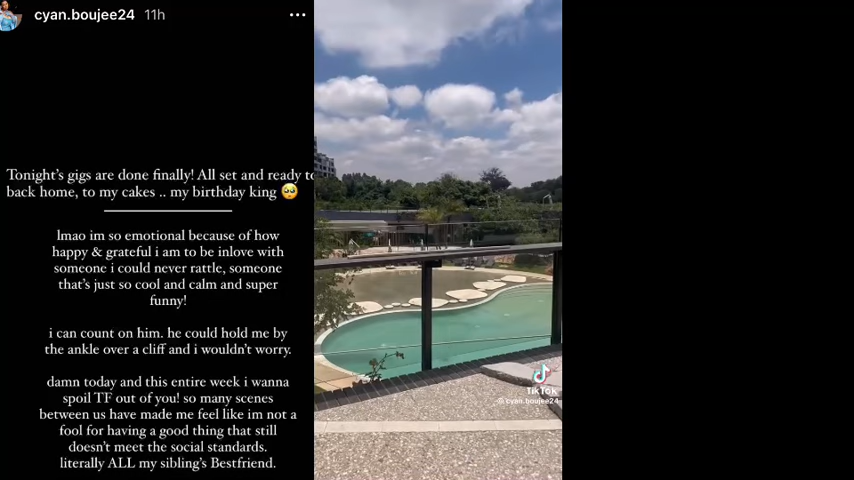 cyan.boujee24 11h
Tonight's gigs are done finally! All set and ready to
back home, to my cakes .. my birthday king 🥺
lmao im so emotional because of how
happy & grateful i am to be inlove with
someone i could never rattle, someone
that's just so cool and calm and super
funny!
i can count on him. he could hold me by
the ankle over a cliff and i wouldn't worry.
damn today and this entire week i wanna
spoil TF out of you! so many scenes
between us have made me feel like im not a
fool for having a good thing that still
doesn't meet the social standards.
literally ALL my sibling's Bestfriend.
TikTok
@cyan.boujee24